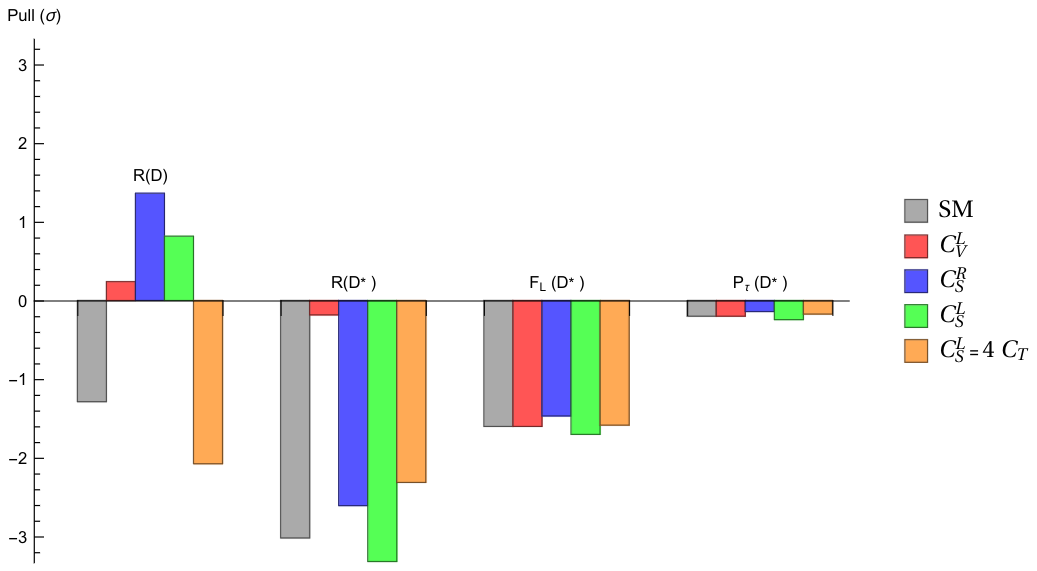 Pull (σ)
3
2
1
0
−1
−2
−3
R(D)
R(D* )
F_L (D* )
P_τ (D* )
SM
C_V^L
C_S^R
C_S^L
C_S^L = 4 C_T